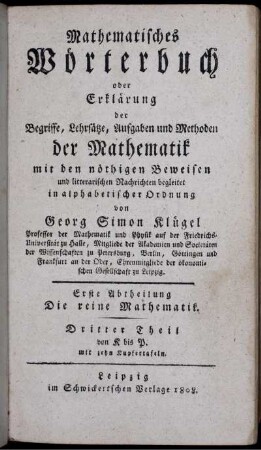 Mathematisches
Wörterbuch
oder
Erklärung
der
Begriffe, Lehrsätze, Aufgaben und Methoden
der Mathematik
mit den nöthigen Beweisen
und litterarischen Nachrichten begleitet
in alphabetischer Ordnung
von
Georg Simon Klügel
Professor der Mathematik und Physik auf der Friedrichs-
Universität zu Halle, Mitgliede der Akademien und Societäten
der Wissenschaften zu Petersburg, Berlin, Göttingen und
Frankfurt an der Oder, Ehrenmitgliede der ökonomi-
schen Gesellschaft zu Leipzig.
Erste Abtheilung
Die reine Mathematik.
Dritter Theil
von K bis P.
mit zehn Kupfertafeln.
Leipzig
im Schwickertschen Verlage 1808.